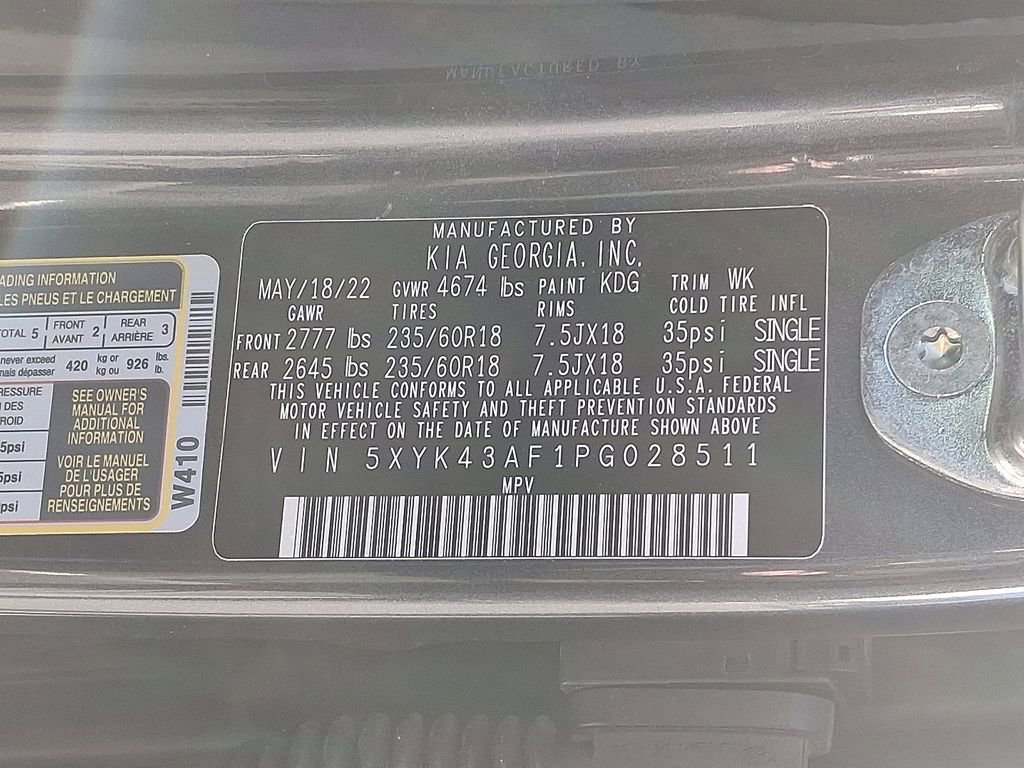 MANUFACTURED BY
MANUFACTURED BY
KIA GEORGIA, INC.
MAY/18/22 GVWR 4674 lbs PAINT KDG TRIM WK
GAWR TIRES RIMS COLD TIRE INFL
FRONT 2777 lbs 235/60R18 7.5JX18 35psi SINGLE
REAR 2645 lbs 235/60R18 7.5JX18 35psi SINGLE
THIS VEHICLE CONFORMS TO ALL APPLICABLE U.S.A. FEDERAL
MOTOR VEHICLE SAFETY AND THEFT PREVENTION STANDARDS
IN EFFECT ON THE DATE OF MANUFACTURE SHOWN ABOVE
VIN 5XYK43AF1PG028511
MPV
ADING INFORMATION
LES PNEUS ET LE CHARGEMENT
OTAL 5 FRONT AVANT 2 REAR ARRIÈRE 3
never exceed
nais dépasser 420 kg or kg ou 926 lbs. lb.
RESSURE
DES
ROID
5psi
5psi
psi
SEE OWNER'S
MANUAL FOR
ADDITIONAL
INFORMATION
VOIR LE MANUEL
DE L'USAGER
POUR PLUS DE
RENSEIGNEMENTS
W410